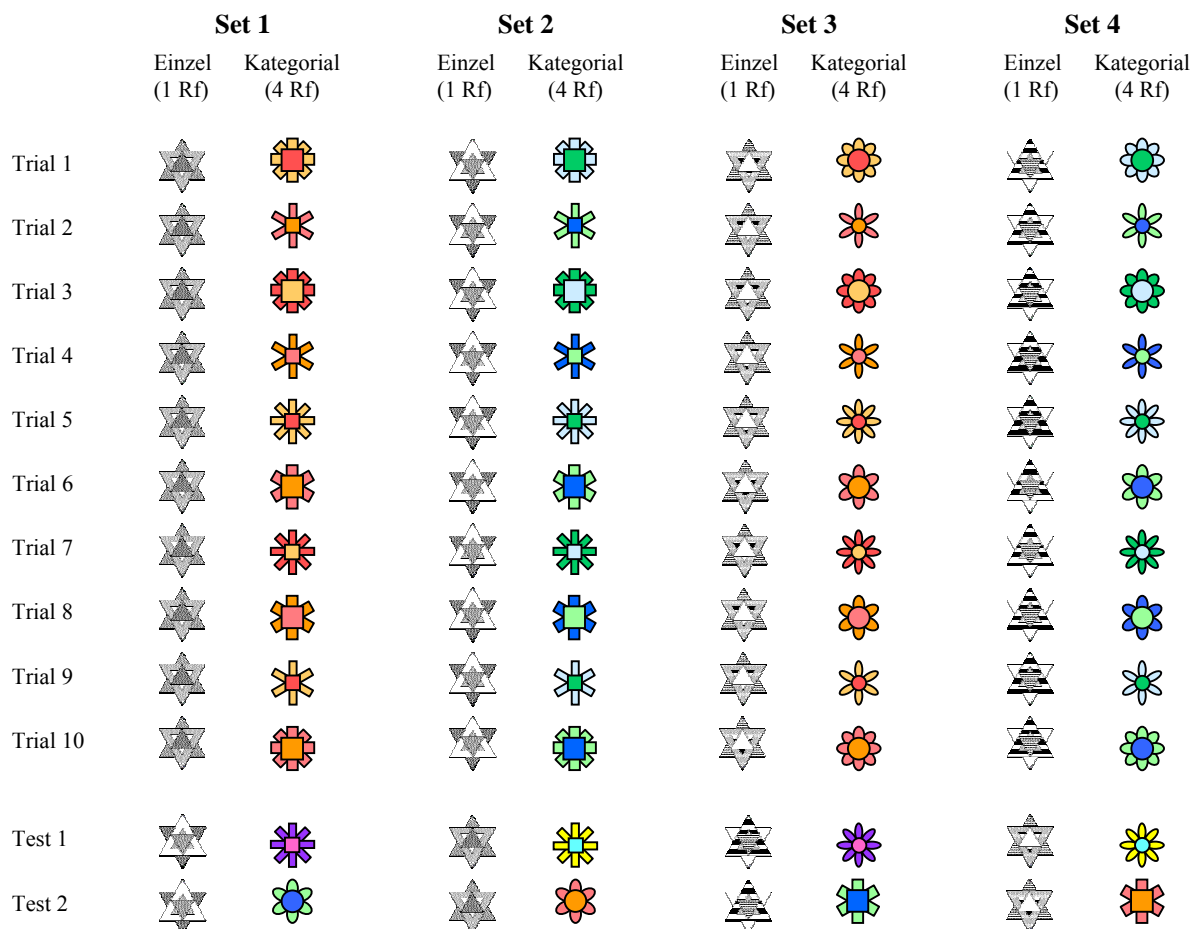 Set 1 Set 2 Set 3 Set 4
Einzel Kategorial Einzel Kategorial Einzel Kategorial Einzel Kategorial
(1 Rf) (4 Rf) (1 Rf) (4 Rf) (1 Rf) (4 Rf) (1 Rf) (4 Rf)
Trial 1
Trial 2
Trial 3
Trial 4
Trial 5
Trial 6
Trial 7
Trial 8
Trial 9
Trial 10
Test 1
Test 2